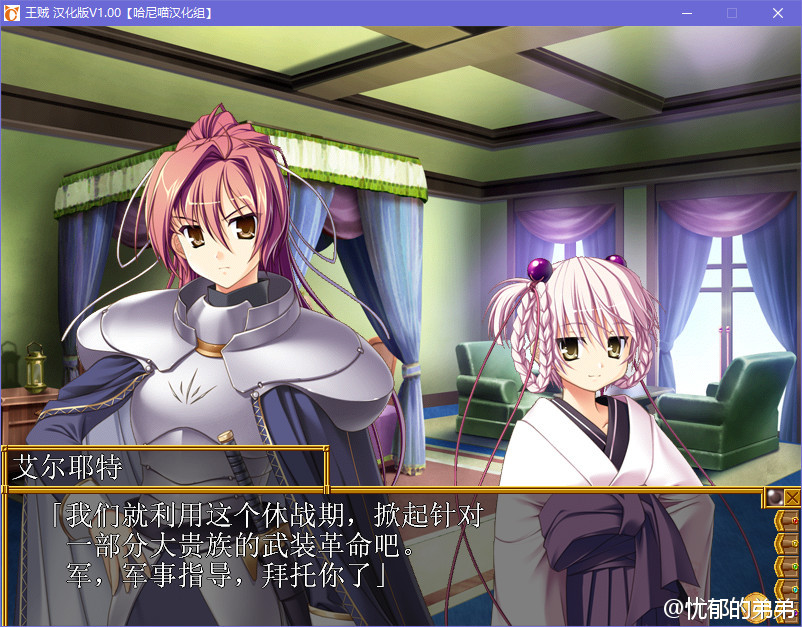 王贼 汉化版V1.00【哈尼喵汉化组】
艾尔耶特
「我们就利用这个休战期，掀起针对
一部分大贵族的武装革命吧。
军，军事指导，拜托你了」
@忧郁的弟弟